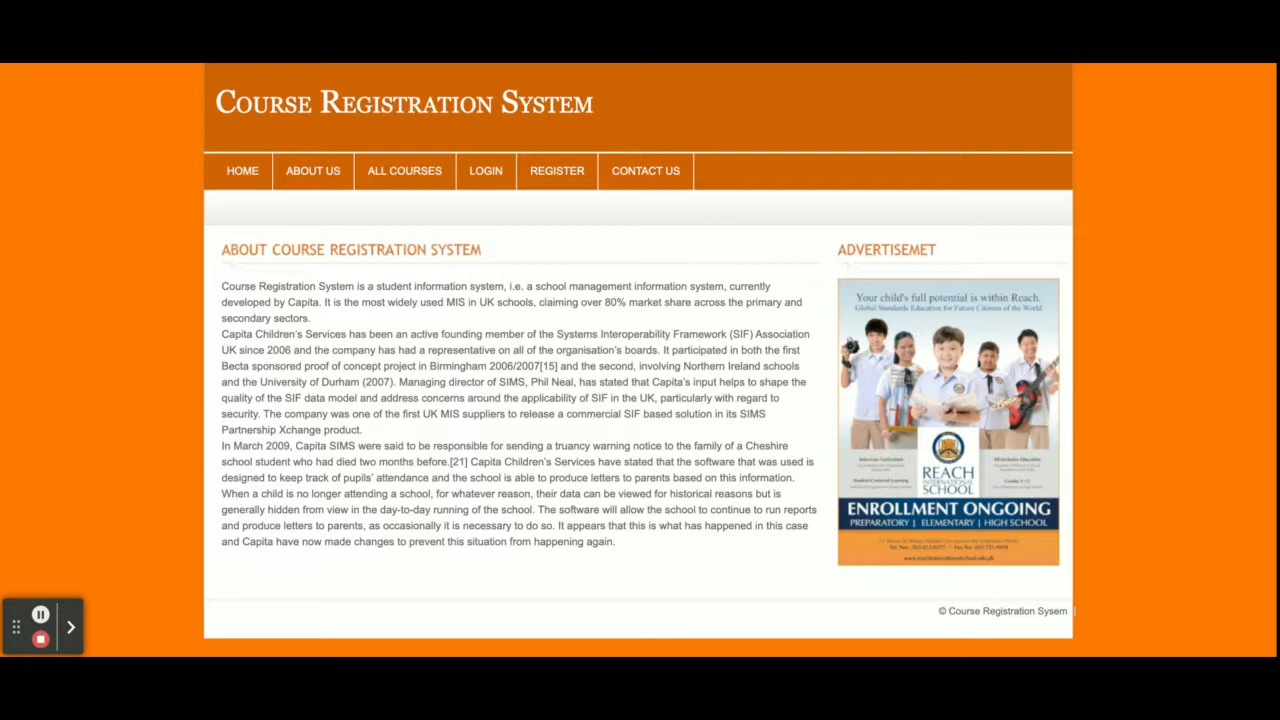 Course Registration System
HOME
ABOUT US
ALL COURSES
LOGIN
REGISTER
CONTACT US
ABOUT COURSE REGISTRATION SYSTEM
Course Registration System is a student information system, i.e. a school management information system, currently
developed by Capita. It is the most widely used MIS in UK schools, claiming over 80% market share across the primary and
secondary sectors.
Capita Children's Services has been an active founding member of the Systems Interoperability Framework (SIF) Association
UK since 2006 and the company has had a representative on all of the organisation's boards. It participated in both the first
Becta sponsored proof of concept project in Birmingham 2006/2007[15] and the second, involving Northern Ireland schools
and the University of Durham (2007). Managing director of SIMS, Phil Neal, has stated that Capita's input helps to shape the
quality of the SIF data model and address concerns around the applicability of SIF in the UK, particularly with regard to
security. The company was one of the first UK MIS suppliers to release a commercial SIF based solution in its SIMS
Partnership Xchange product.
In March 2009, Capita SIMS were said to be responsible for sending a truancy warning notice to the family of a Cheshire
school student who had died two months before.[21] Capita Children's Services have stated that the software that was used is
designed to keep track of pupils' attendance and the school is able to produce letters to parents based on this information.
When a child is no longer attending a school, for whatever reason, their data can be viewed for historical reasons but is
generally hidden from view in the day-to-day running of the school. The software will allow the school to continue to run reports
and produce letters to parents, as occasionally it is necessary to do so. It appears that this is what has happened in this case
and Capita have now made changes to prevent this situation from happening again.
ADVERTISEMET
Your child's full potential is within Reach.
Global Standards Education for Future Citizens of the World
American Curriculum
All-Inclusive Education
Student-Centered Learning
Grades 1-12
REACH
INTERNATIONAL
SCHOOL
ENROLLMENT ONGOING
PREPARATORY | ELEMENTARY | HIGH SCHOOL
© Course Registration Sysem